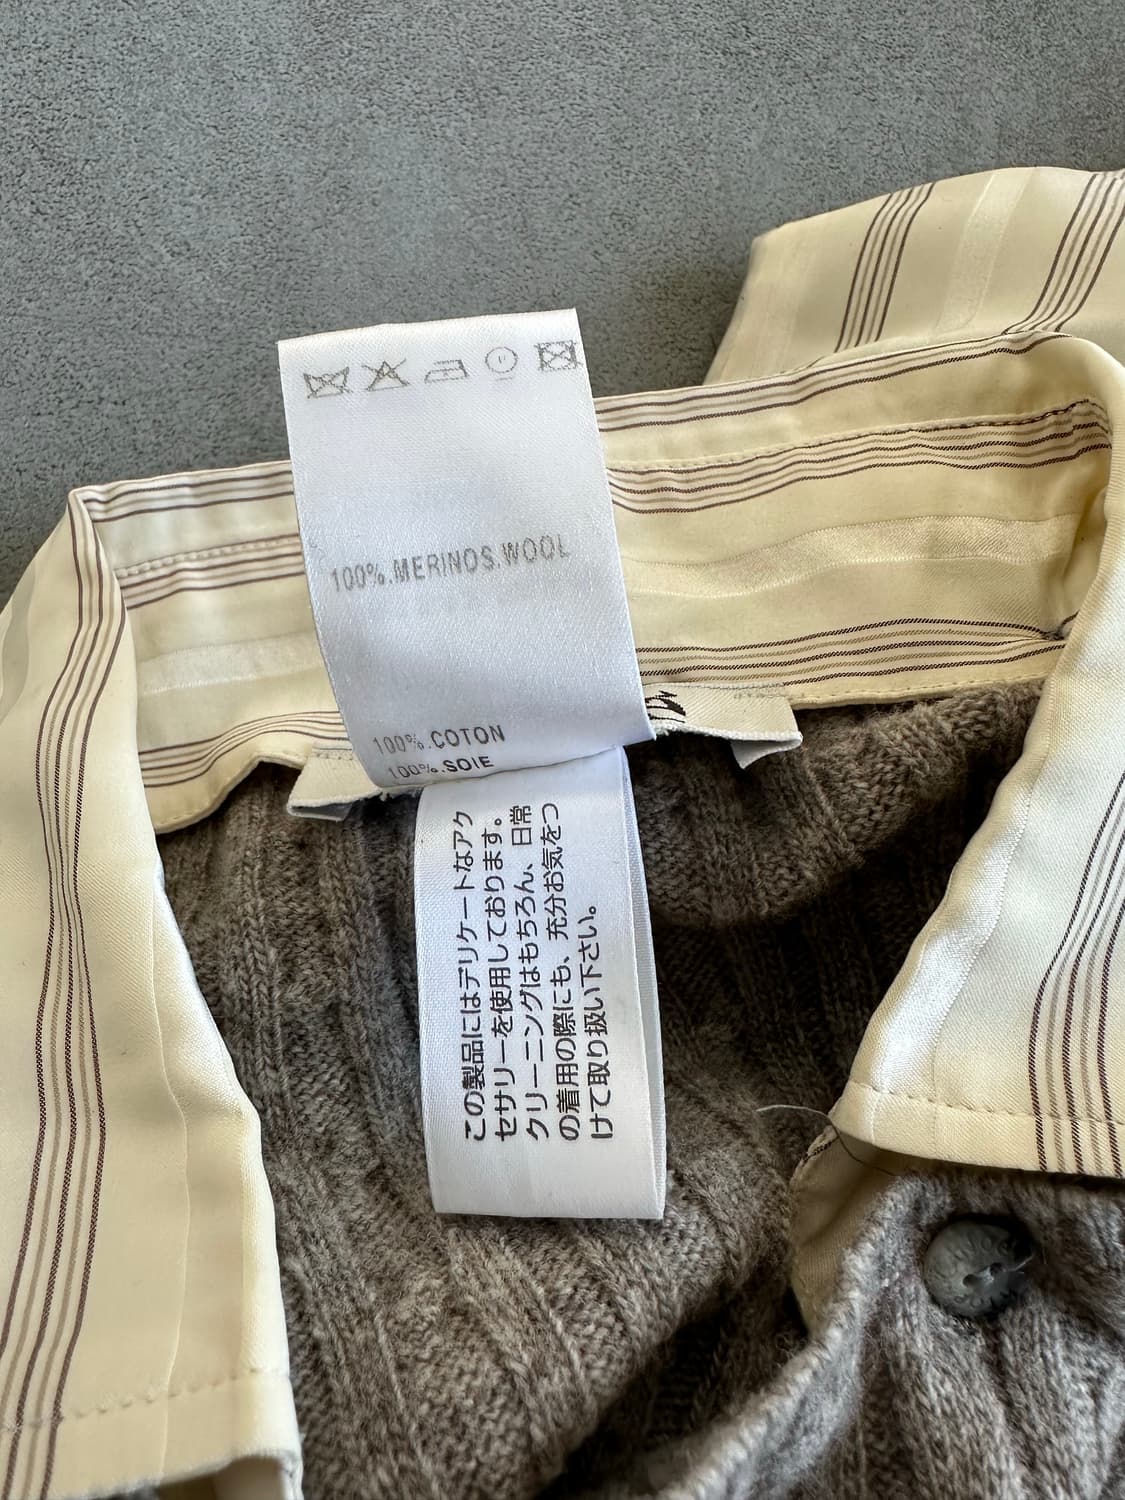 100%.MERINOS.WOOL
100%.COTON
100%.SOIE
この製品にはデリケートなアク
セサリーを使用しております。
クリーニングはもちろん、日常
の着用の際にも、充分お気をつ
けて取り扱い下さい。